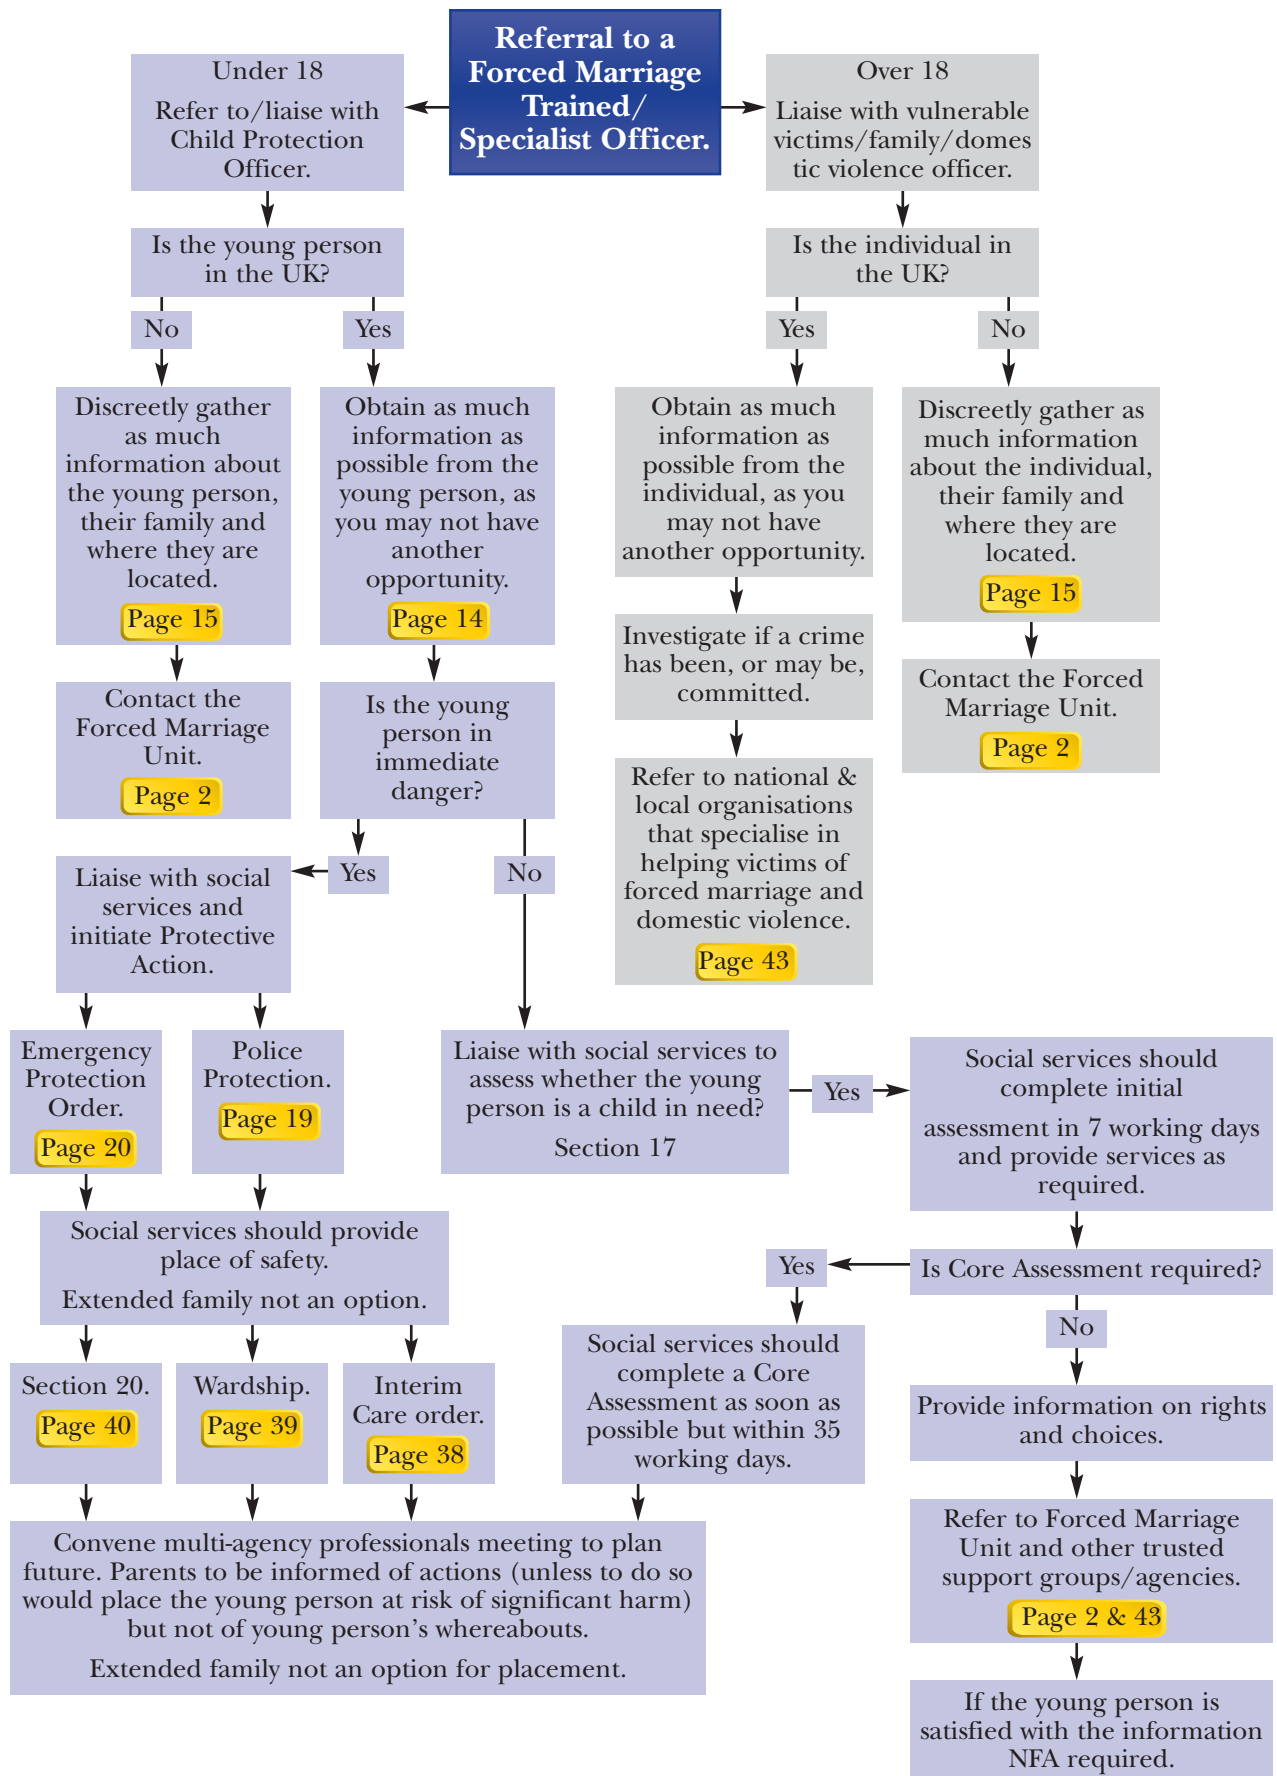 Referral to a
Forced Marriage
Trained/
Specialist Officer.
Under 18
Refer to/liaise with
Child Protection
Officer.
Over 18
Liaise with vulnerable
victims/family/domes
tic violence officer.
Is the young person
in the UK?
Is the individual in
the UK?
No
Yes
Yes
No
Discreetly gather
as much
information about
the young person,
their family and
where they are
located.
Page 15
Obtain as much
information as
possible from the
young person, as
you may not have
another
opportunity.
Page 14
Obtain as much
information as
possible from the
individual, as you
may not have
another opportunity.
Discreetly gather as
much information
about the individual,
their family and
where they are
located.
Page 15
Contact the
Forced Marriage
Unit.
Page 2
Is the young
person in
immediate
danger?
Investigate if a crime
has been, or may be,
committed.
Contact the Forced
Marriage Unit.
Page 2
Refer to national &
local organisations
that specialise in
helping victims of
forced marriage and
domestic violence.
Page 43
Yes
No
Liaise with social
services and
initiate Protective
Action.
Emergency
Protection
Order.
Page 20
Police
Protection.
Page 19
Liaise with social services to
assess whether the young
person is a child in need?
Section 17
Yes
Social services should
complete initial
assessment in 7 working days
and provide services as
required.
Social services should provide
place of safety.
Extended family not an option.
Yes
Is Core Assessment required?
No
Section 20.
Page 40
Wardship.
Page 39
Interim
Care order.
Page 38
Social services should
complete a Core
Assessment as soon as
possible but within 35
working days.
Provide information on rights
and choices.
Convene multi-agency professionals meeting to plan
future. Parents to be informed of actions (unless to do so
would place the young person at risk of significant harm)
but not of young person's whereabouts.
Extended family not an option for placement.
Refer to Forced Marriage
Unit and other trusted
support groups/agencies.
Page 2 & 43
If the young person is
satisfied with the information
NFA required.